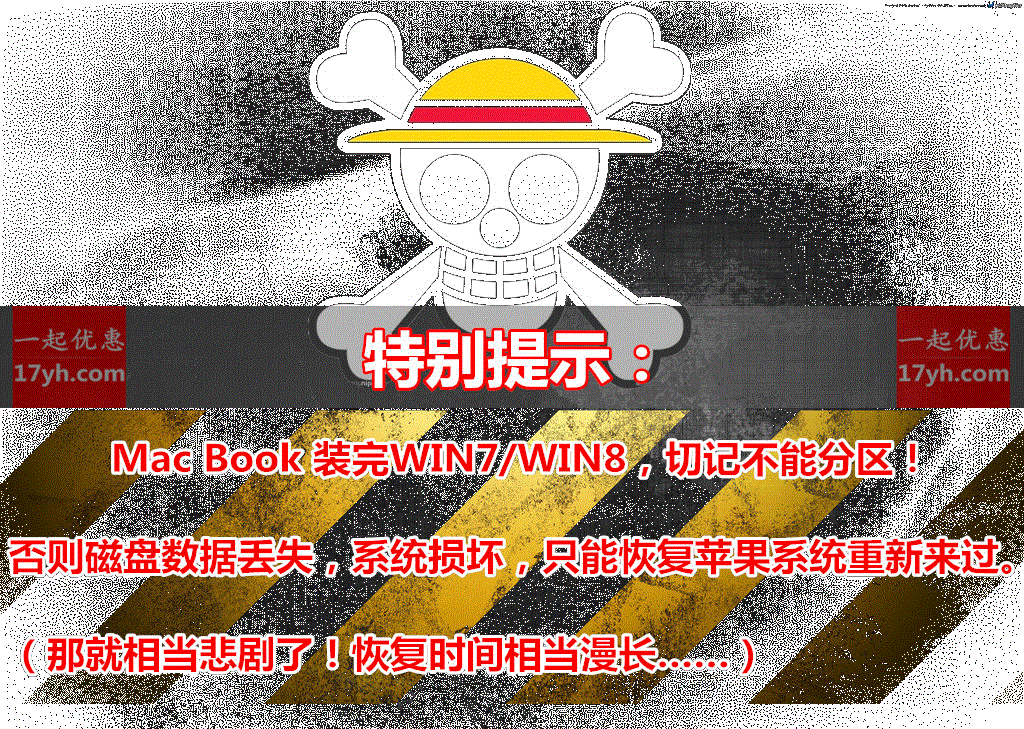 一起优惠
17yh.com
特别提示：
一起优惠
17yh.com
Mac Book 装完WIN7/WIN8，切记不能分区！
否则磁盘数据丢失，系统损坏，只能恢复苹果系统重新来过。
（那就相当悲剧了！恢复时间相当漫长......）